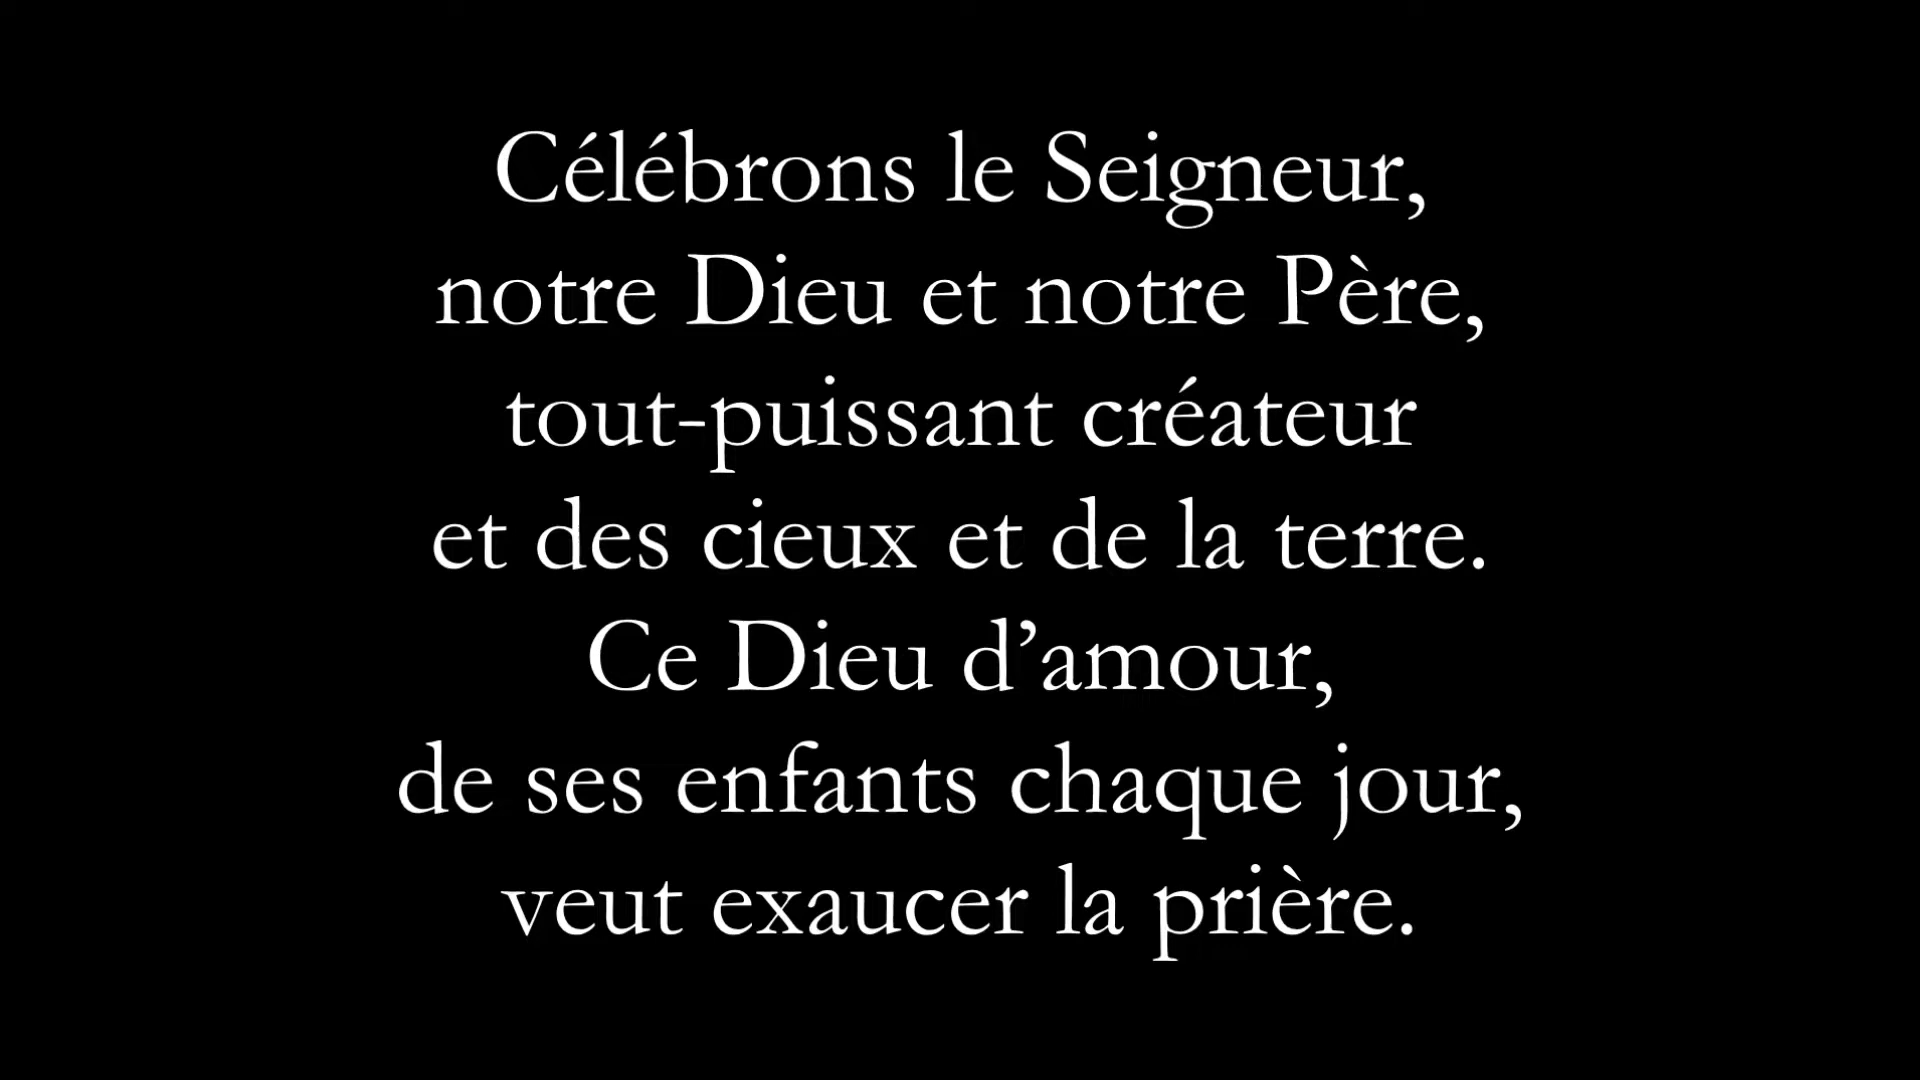 Célébrons le Seigneur,
notre Dieu et notre Père,
tout-puissant créateur
et des cieux et de la terre.
Ce Dieu d’amour,
de ses enfants chaque jour,
veut exaucer la prière.